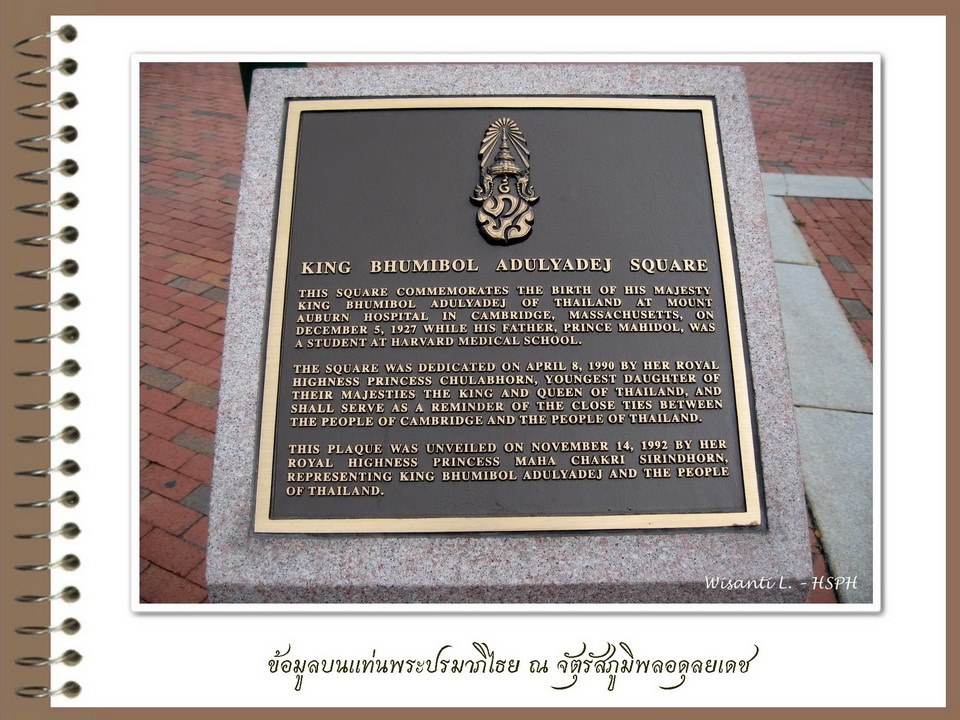 KING BHUMIBOL ADULYADEJ SQUARE
THIS SQUARE COMMEMORATES THE BIRTH OF HIS MAJESTY
KING BHUMIBOL ADULYADEJ OF THAILAND AT MOUNT
AUBURN HOSPITAL IN CAMBRIDGE, MASSACHUSETTS, ON
DECEMBER 5, 1927 WHILE HIS FATHER, PRINCE MAHIDOL, WAS
A STUDENT AT HARVARD MEDICAL SCHOOL.
THE SQUARE WAS DEDICATED ON APRIL 8, 1990 BY HER ROYAL
HIGHNESS PRINCESS CHULABHORN, YOUNGEST DAUGHTER OF
THEIR MAJESTIES THE KING AND QUEEN OF THAILAND, AND
SHALL SERVE AS A REMINDER OF THE CLOSE TIES BETWEEN
THE PEOPLE OF CAMBRIDGE AND THE PEOPLE OF THAILAND.
THIS PLAQUE WAS UNVEILED ON NOVEMBER 14, 1992 BY HER
ROYAL HIGHNESS PRINCESS MAHA CHAKRI SIRINDHORN,
REPRESENTING KING BHUMIBOL ADULYADEJ AND THE PEOPLE
OF THAILAND.
Wisanti L. - HSPH
ข้อมูลบนแท่นพระปรมาภิไธย ณ จัตุรัสภูมิพลอดุลยเดช